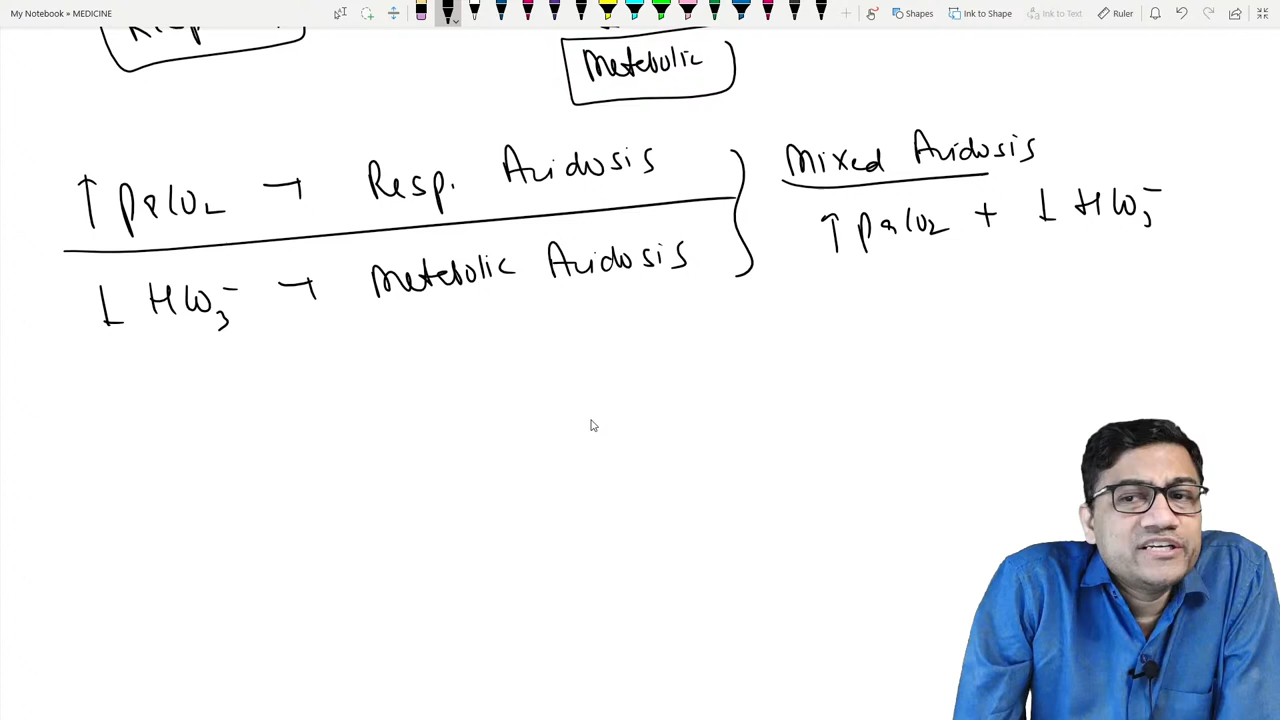 My Notebook » MEDICINE
Shapes
Ink to Shape
Ink to Text
Ruler
Metabolic
↑ paCO2 → Resp. Acidosis
↓ HCO3⁻ → Metabolic Acidosis
Mixed Acidosis
↑ paCO2 + ↓ HCO3⁻